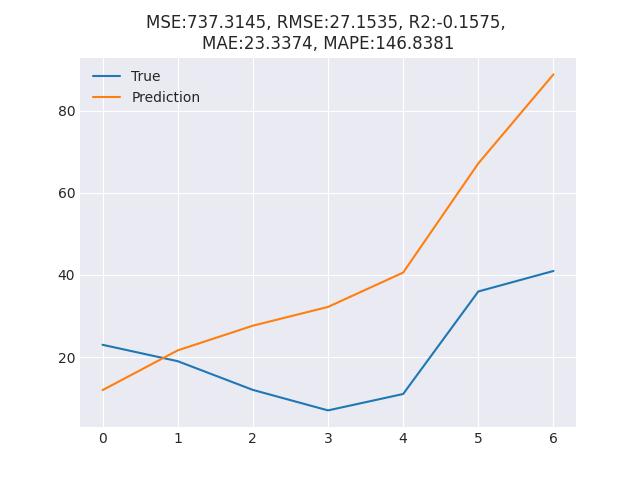 MSE:737.3145, RMSE:27.1535, R2:-0.1575,
MAE:23.3374, MAPE:146.8381
True
Prediction
80
60
40
20
0 1 2 3 4 5 6